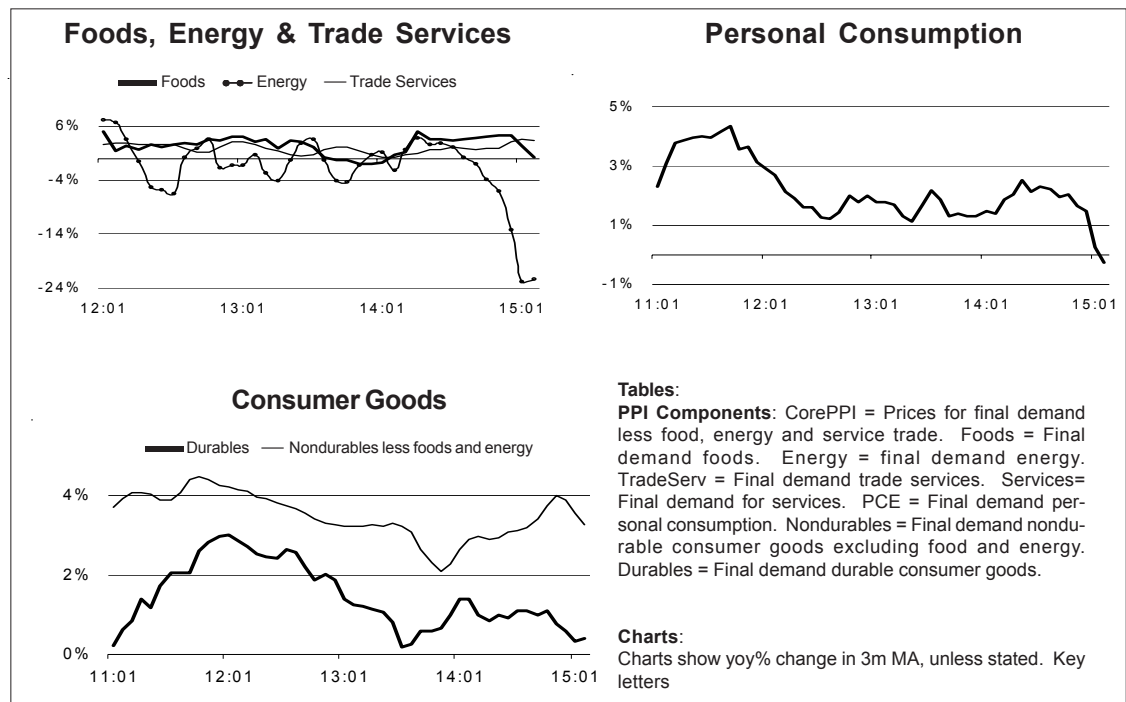 Foods, Energy & Trade Services
Foods Energy Trade Services
6%
-4%
-14%
-24%
12:01 13:01 14:01 15:01
Personal Consumption
5%
3%
1%
-1%
11:01 12:01 13:01 14:01 15:01
Consumer Goods
Durables Nondurables less foods and energy
4%
2%
0%
11:01 12:01 13:01 14:01 15:01
Tables:
PPI Components: CorePPI = Prices for final demand
less food, energy and service trade. Foods = Final
demand foods. Energy = final demand energy.
TradeServ = Final demand trade services. Services=
Final demand for services. PCE = Final demand per-
sonal consumption. Nondurables = Final demand nondu-
rable consumer goods excluding food and energy.
Durables = Final demand durable consumer goods.
Charts:
Charts show yoy% change in 3m MA, unless stated. Key
letters